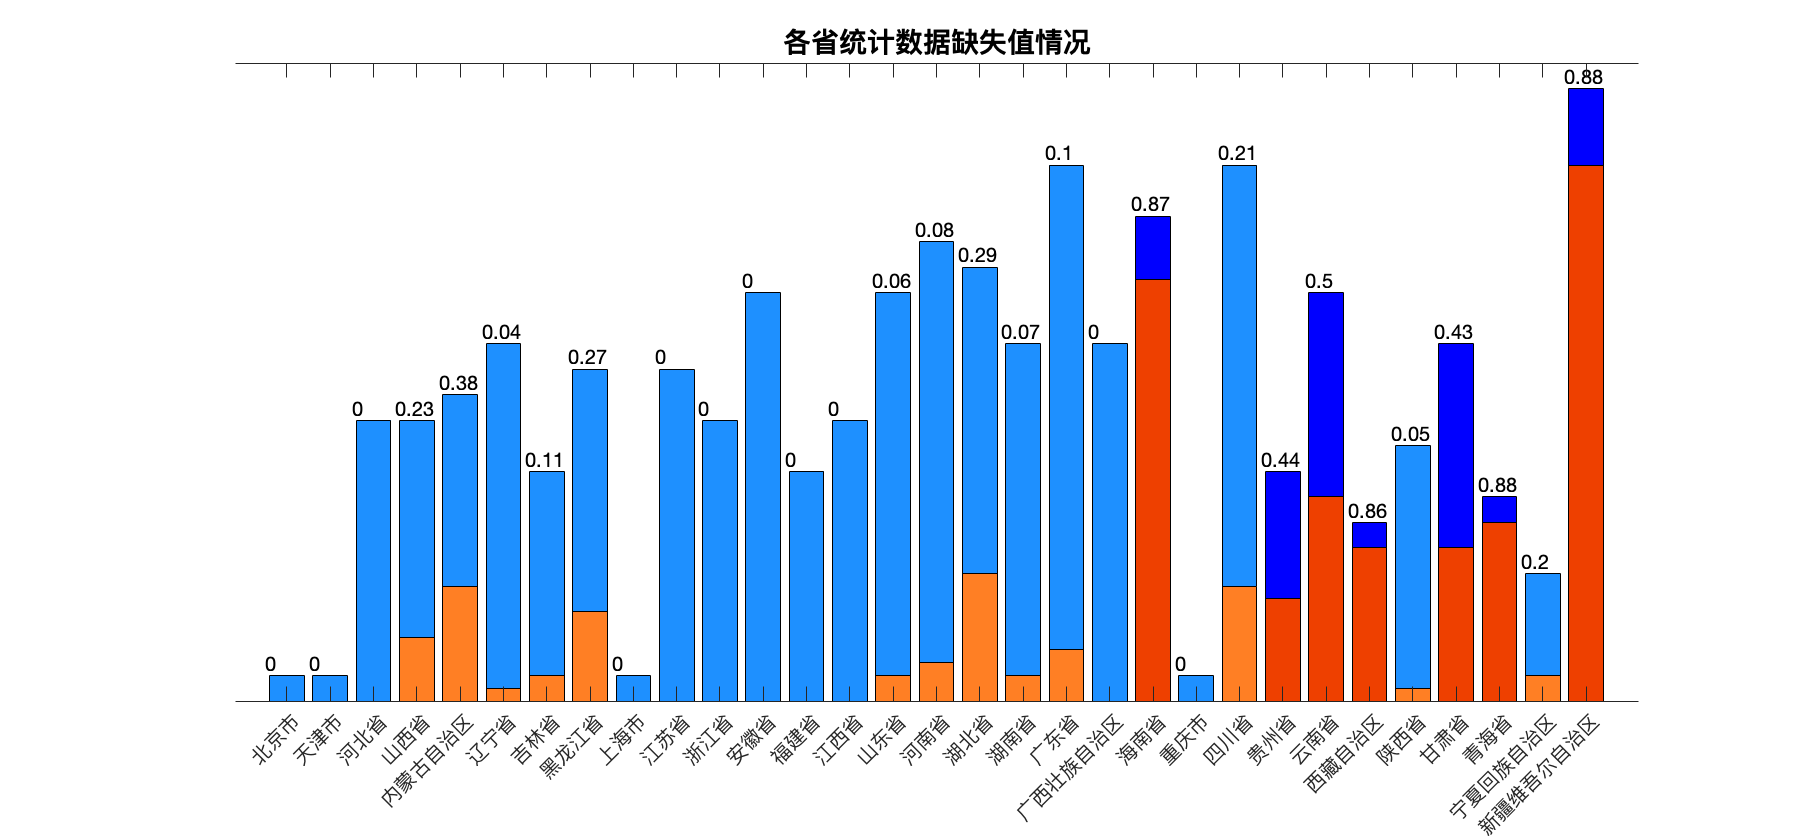 各省统计数据缺失值情况
0
0
0
0.23
0.38
0.04
0.11
0.27
0
0
0
0
0
0
0.06
0.08
0.29
0.07
0.1
0
0.87
0
0.21
0.44
0.5
0.86
0.05
0.43
0.88
0.2
0.88
北京市
天津市
河北省
山西省
内蒙古自治区
辽宁省
吉林省
黑龙江省
上海市
江苏省
浙江省
安徽省
福建省
江西省
山东省
河南省
湖北省
湖南省
广东省
广西壮族自治区
海南省
重庆市
四川省
贵州省
云南省
西藏自治区
陕西省
甘肃省
青海省
宁夏回族自治区
新疆维吾尔自治区